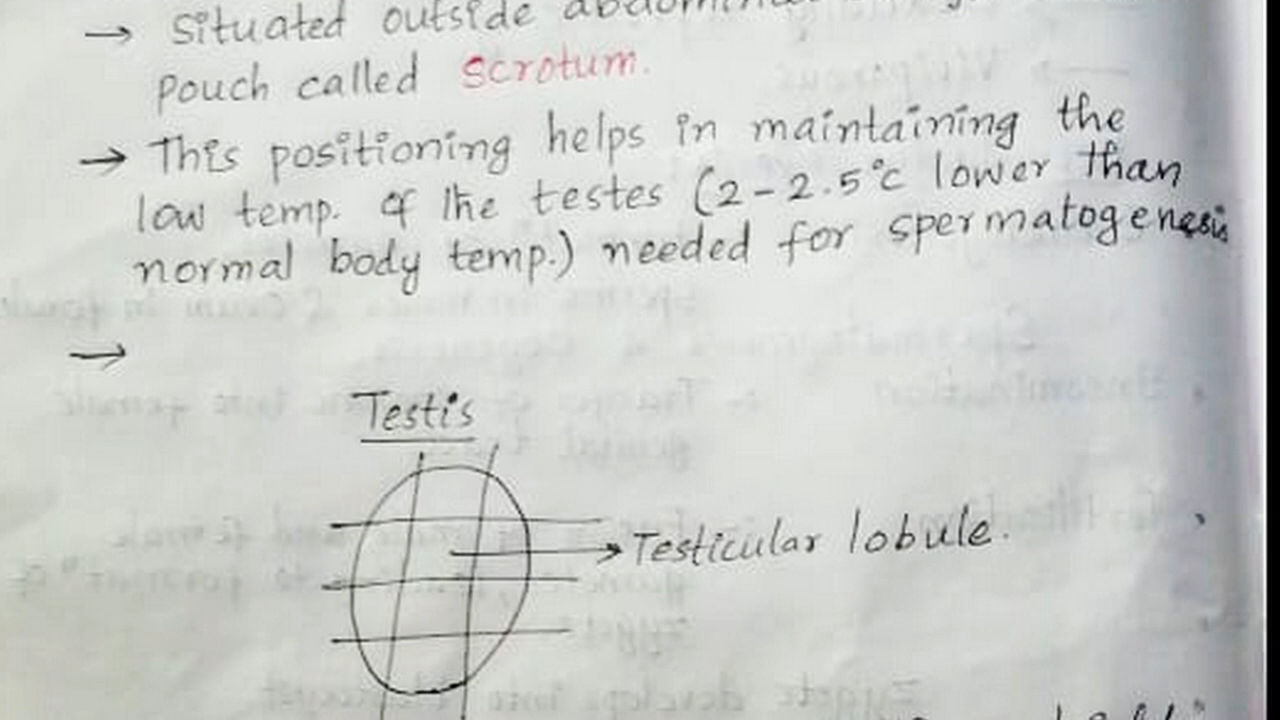 → Situated outside
pouch called scrotum.
→ This positioning helps in maintaining the
low temp. of the testes (2-2.5°c lower than
normal body temp.) needed for spermatogenesis
→
Testis
→ Testicular lobule.